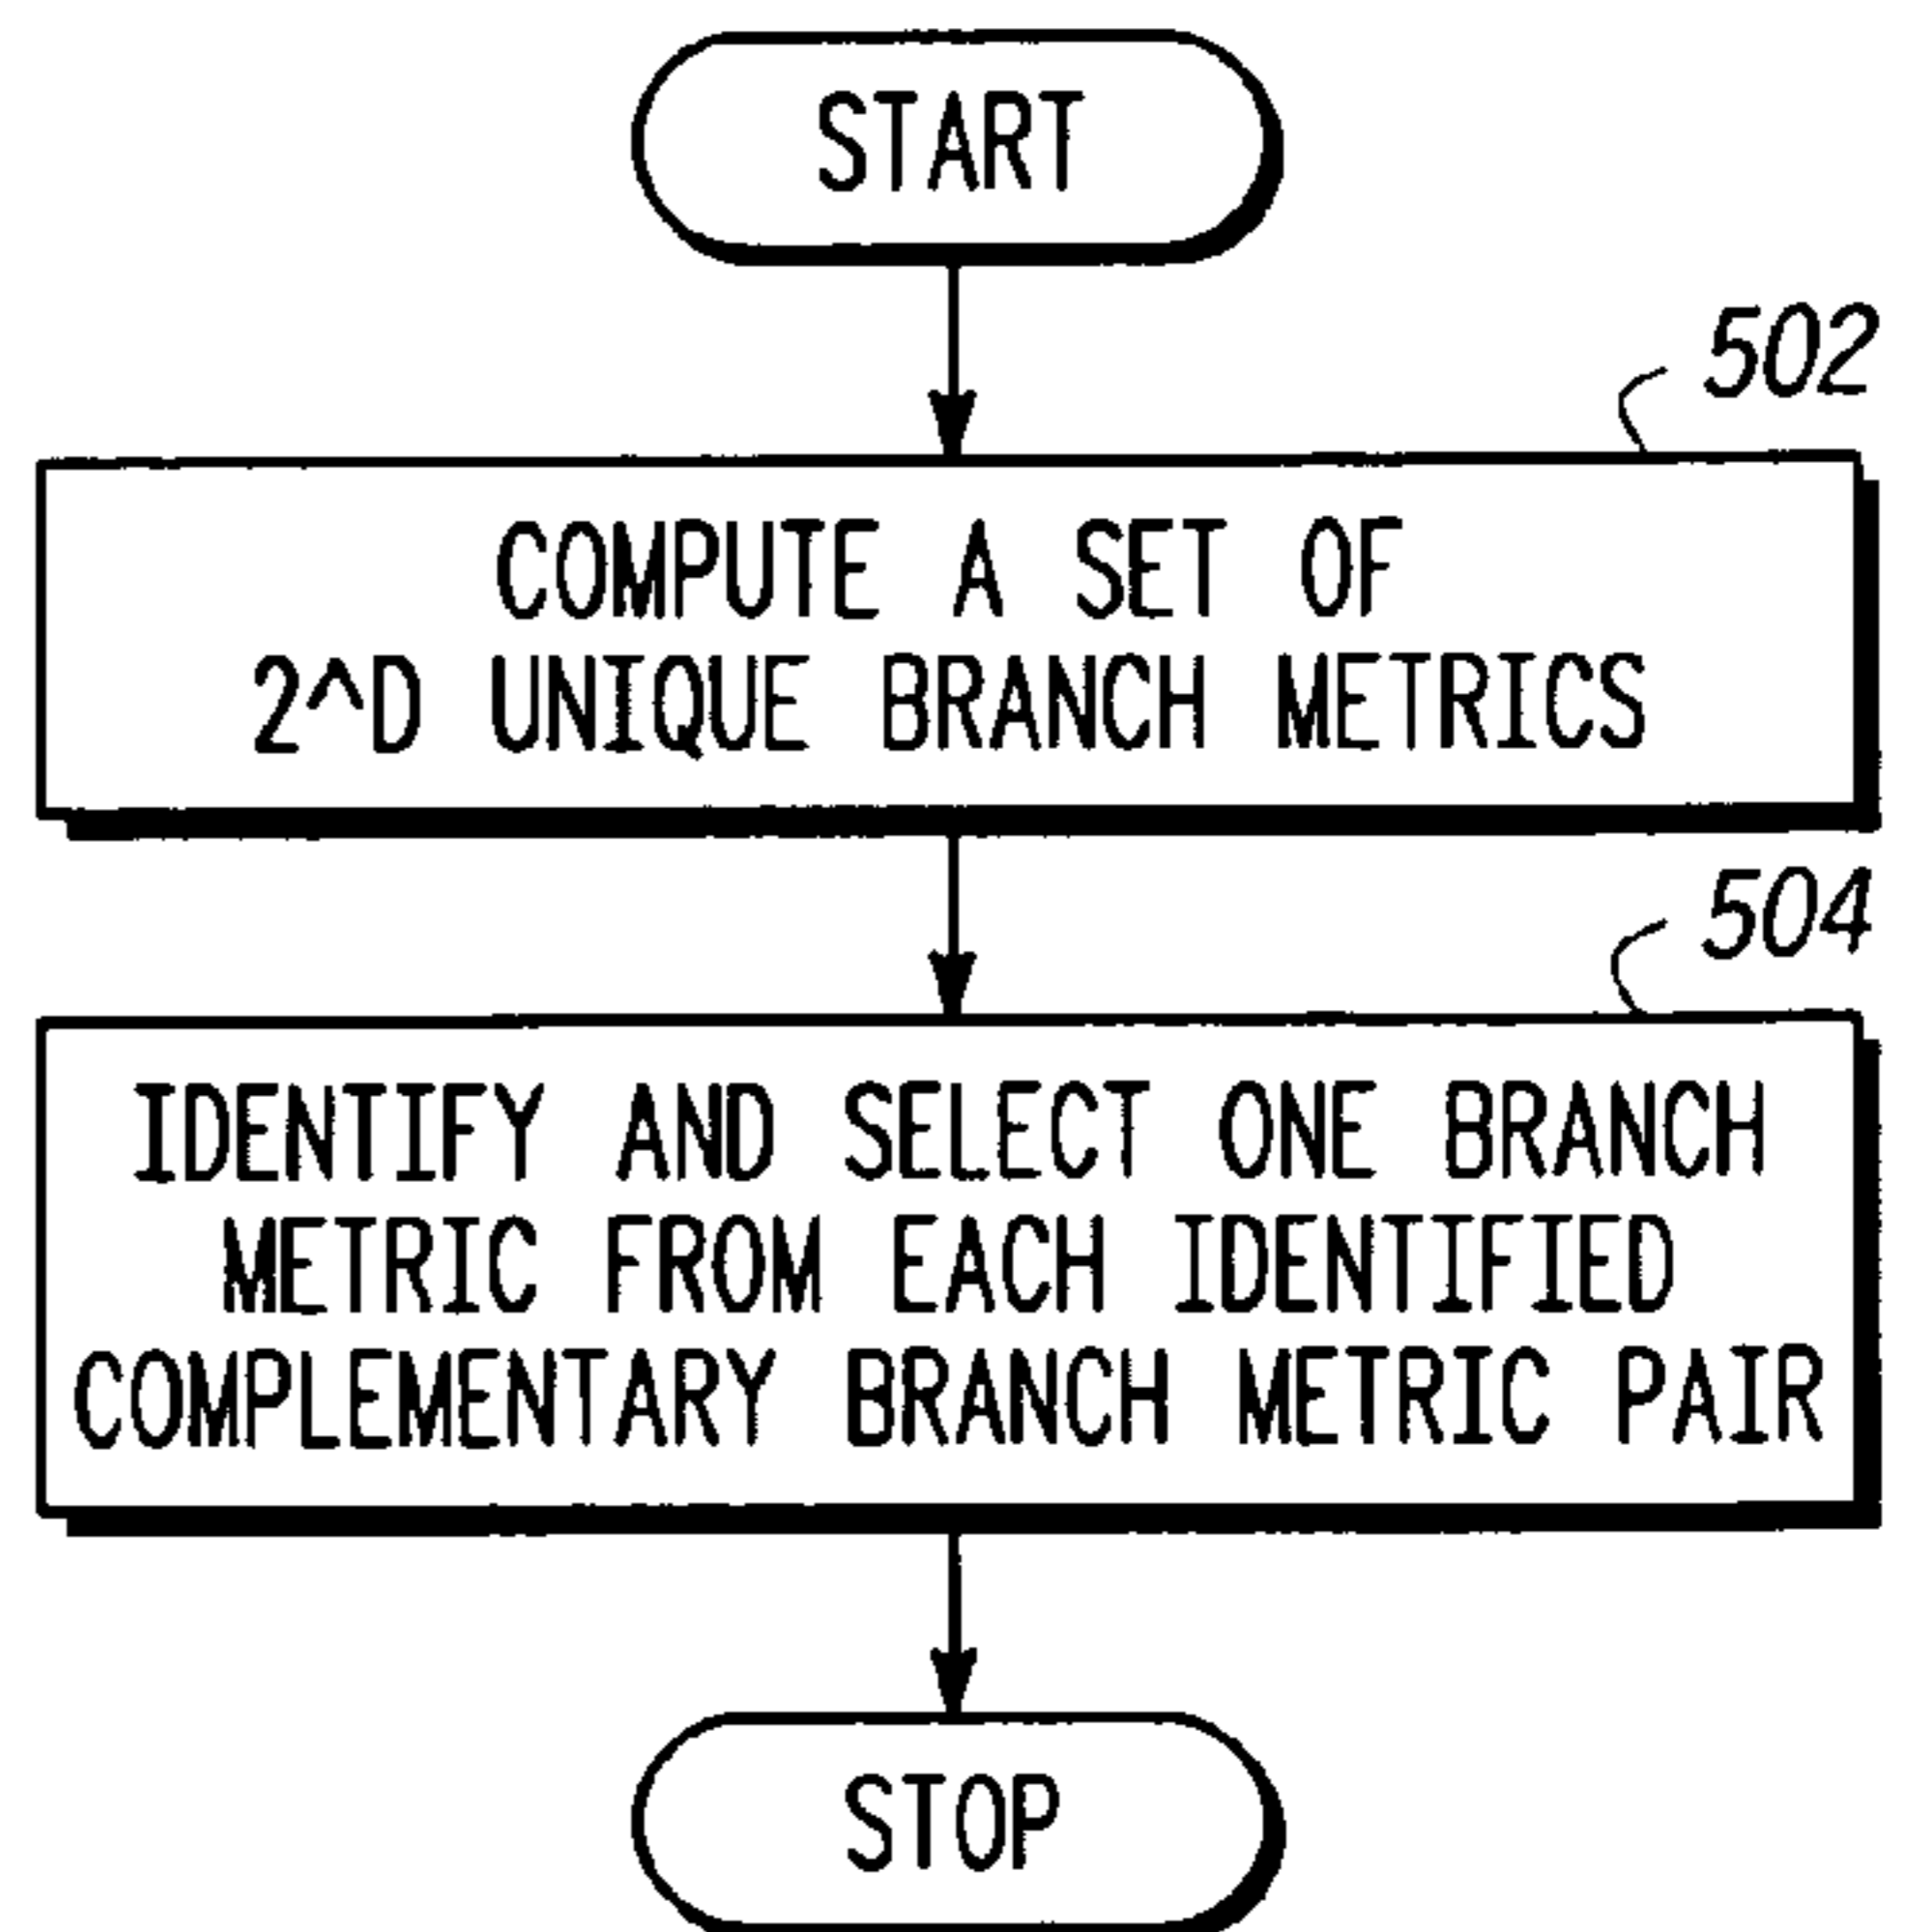 START
502
COMPUTE A SET OF
2^D UNIQUE BRANCH METRICS
504
IDENTIFY AND SELECT ONE BRANCH
METRIC FROM EACH IDENTIFIED
COMPLEMENTARY BRANCH METRIC PAIR
STOP